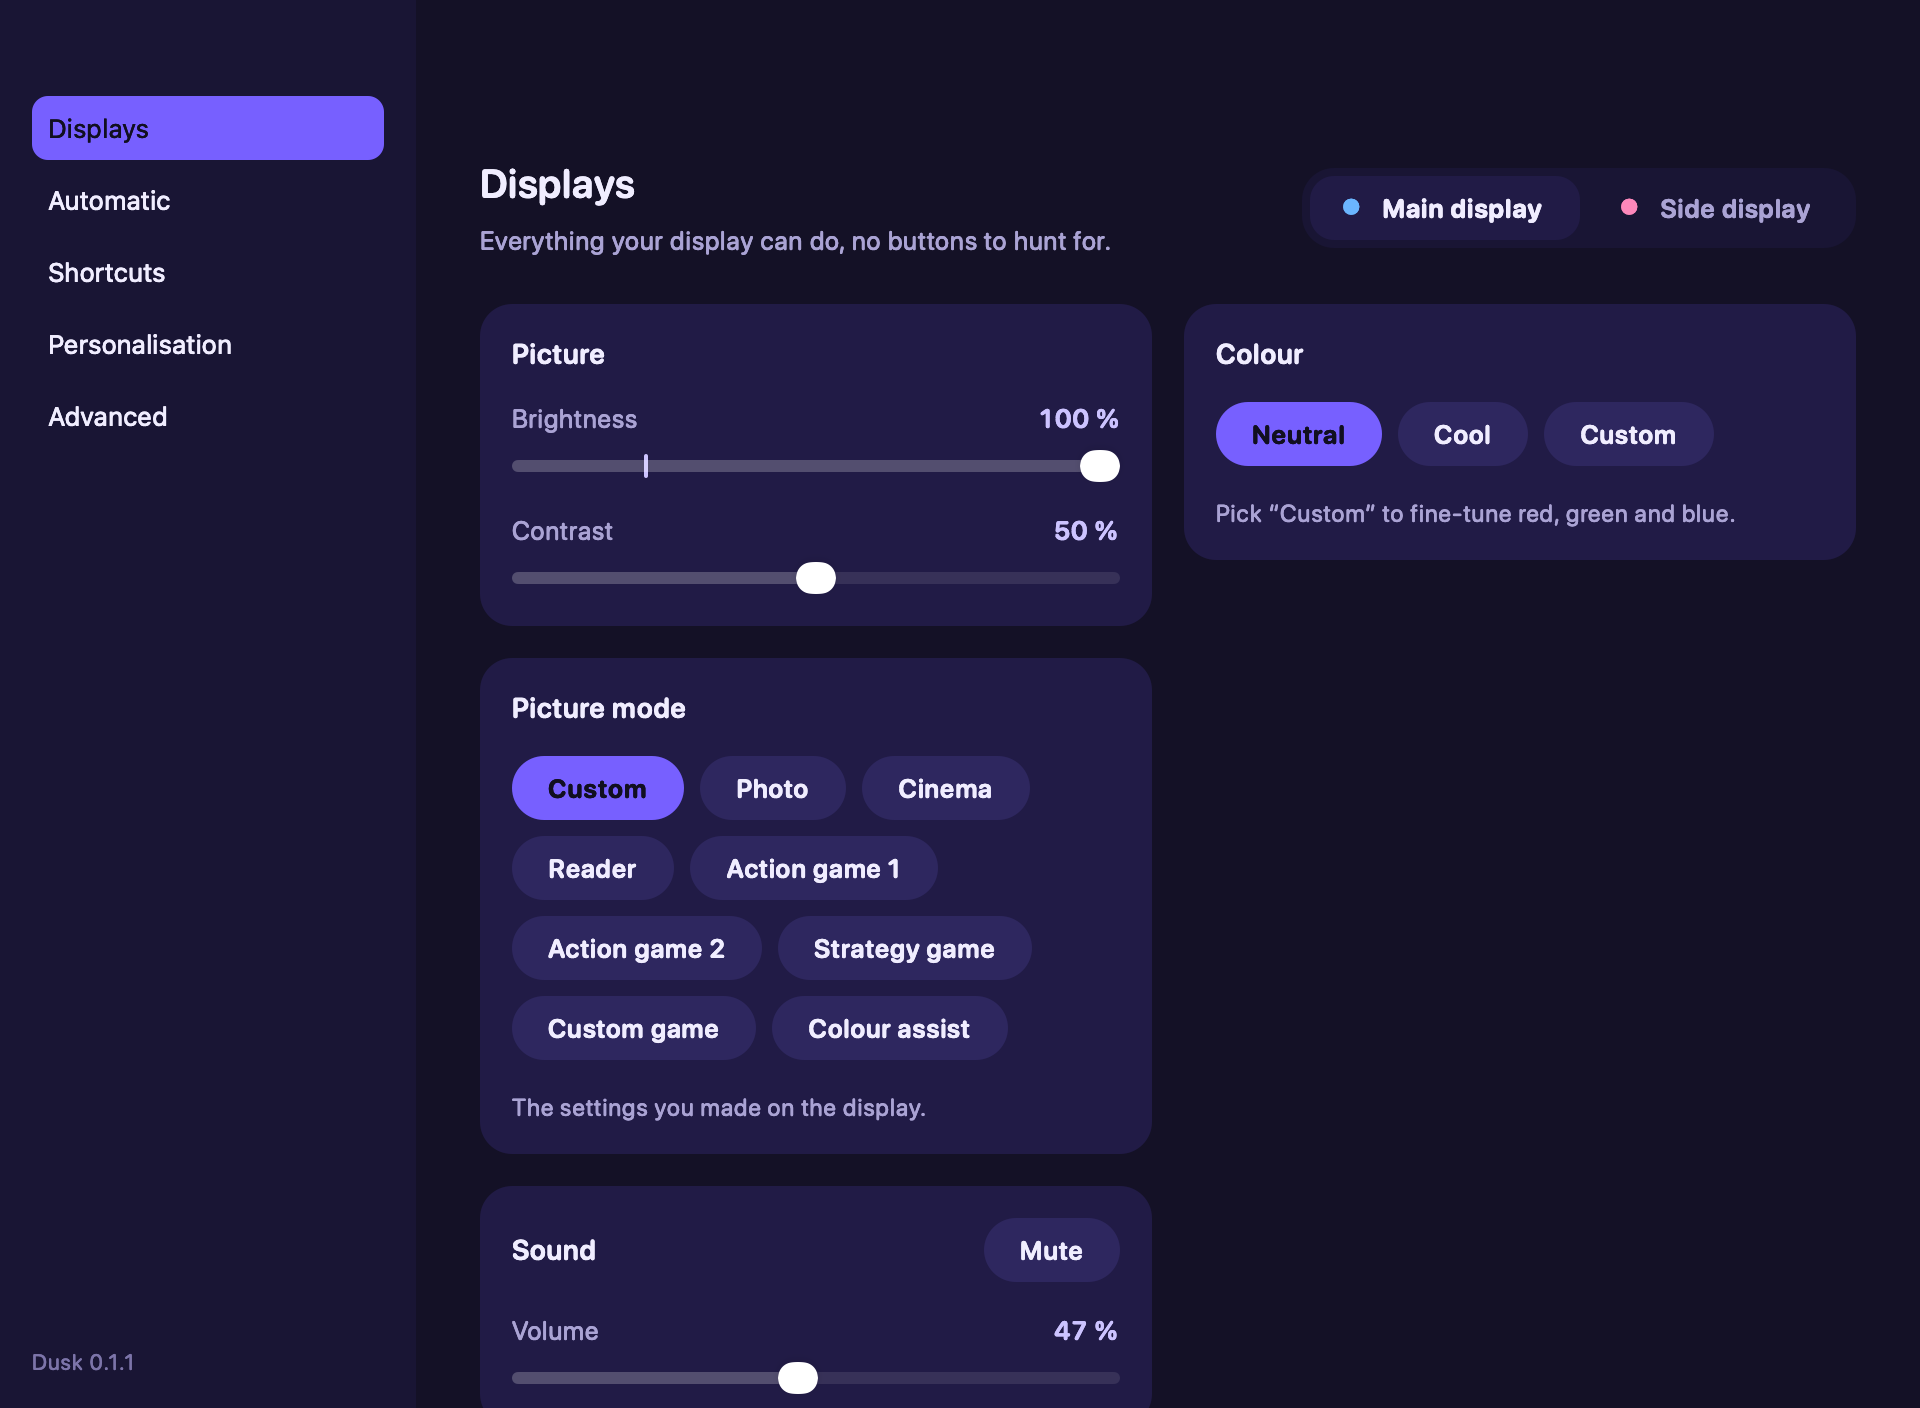 Displays
Automatic
Shortcuts
Personalisation
Advanced
Dusk 0.1.1
Displays
Everything your display can do, no buttons to hunt for.
Main display
Side display
Picture
Brightness
100 %
Contrast
50 %
Colour
Neutral
Cool
Custom
Pick “Custom” to fine-tune red, green and blue.
Picture mode
Custom
Photo
Cinema
Reader
Action game 1
Action game 2
Strategy game
Custom game
Colour assist
The settings you made on the display.
Sound
Mute
Volume
47 %